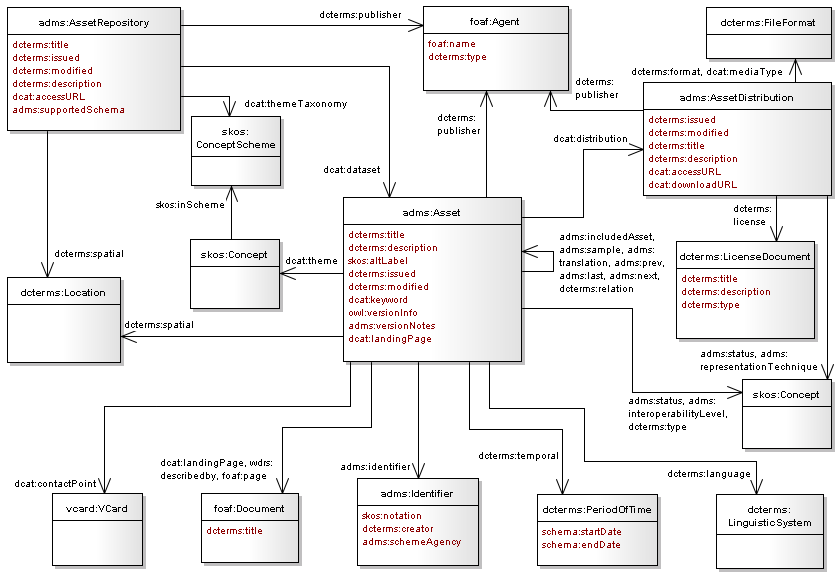 adms:AssetRepository
dcterms:title
dcterms:issued
dcterms:modified
dcterms:description
dcat:accessURL
adms:supportedSchema
dcterms:publisher
foaf:Agent
foaf:name
dcterms:type
dcterms:FileFormat
dcterms:format, dcat:mediaType
dcterms:
publisher
adms:AssetDistribution
dcterms:issued
dcterms:modified
dcterms:title
dcterms:description
dcat:accessURL
dcat:downloadURL
dcat:themeTaxonomy
skos:
ConceptScheme
dcterms:
publisher
dcat:distribution
dcat:dataset
skos:inScheme
adms:Asset
dcterms:title
dcterms:description
skos:altLabel
dcterms:issued
dcterms:modified
dcat:keyword
owl:versionInfo
adms:versionNotes
dcat:landingPage
dcterms:
license
adms:includedAsset,
adms:sample, adms:
translation, adms:prev,
adms:last, adms:next,
dcterms:relation
dcterms:spatial
skos:Concept
dcat:theme
dcterms:LicenseDocument
dcterms:title
dcterms:description
dcterms:type
dcterms:Location
dcterms:spatial
adms:status, adms:
representationTechnique
skos:Concept
adms:status, adms:
interoperabilityLevel,
dcterms:type
dcat:contactPoint
dcat:landingPage, wdrs:
describedby, foaf:page
adms:identifier
dcterms:temporal
dcterms:language
vcard:VCard
foaf:Document
dcterms:title
adms:Identifier
skos:notation
dcterms:creator
adms:schemeAgency
dcterms:PeriodOfTime
schema:startDate
schema:endDate
dcterms:
LinguisticSystem